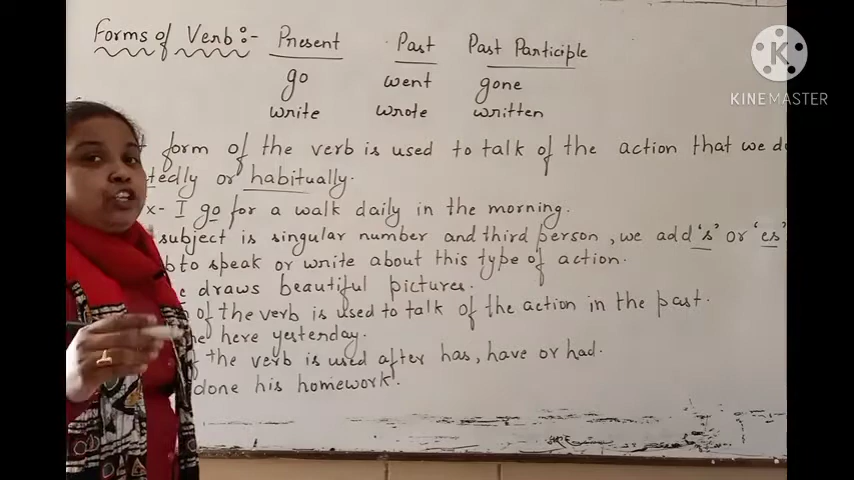 Forms of Verb:- Present Past Past Participle
go went gone
write wrote written
form of the verb is used to talk of the action that we do
tedly or habitually.
x- I go for a walk daily in the morning.
subject is singular number and third person, we add 's' or 'es'
to speak or write about this type of action.
draws beautiful pictures.
of the verb is used to talk of the action in the past.
here yesterday.
the verb is used after has, have or had.
done his homework.
K
KINEMASTER